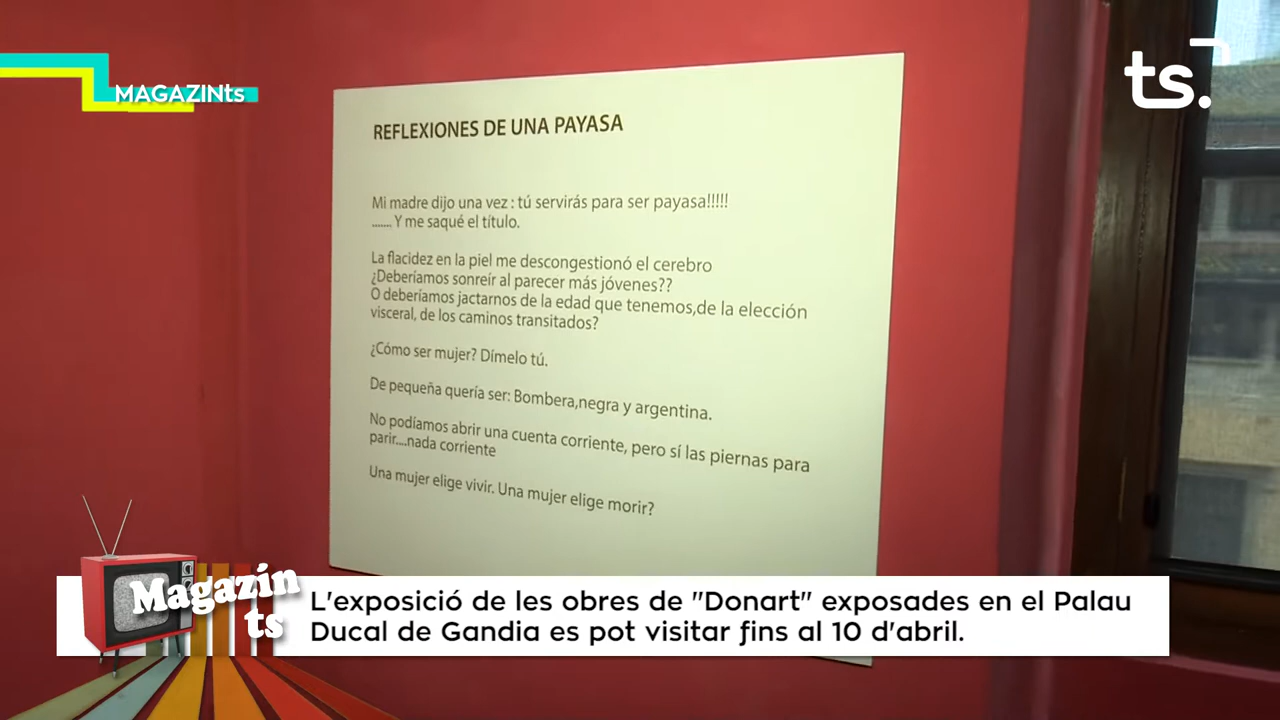 MAGAZINts
ts.
REFLEXIONES DE UNA PAYASA
Mi madre dijo una vez : tú servirás para ser payasa!!!!!
....... Y me saqué el título.
La flacidez en la piel me descongestionó el cerebro
¿Deberíamos sonreír al parecer más jóvenes??
O deberíamos jactarnos de la edad que tenemos,de la elección
visceral, de los caminos transitados?
¿Cómo ser mujer? Dímelo tú.
De pequeña quería ser: Bombera,negra y argentina.
No podíamos abrir una cuenta corriente, pero sí las piernas para
parir....nada corriente
Una mujer elige vivir. Una mujer elige morir?
Magazín
ts
L'exposició de les obres de "Donart" exposades en el Palau
Ducal de Gandia es pot visitar fins al 10 d'abril.